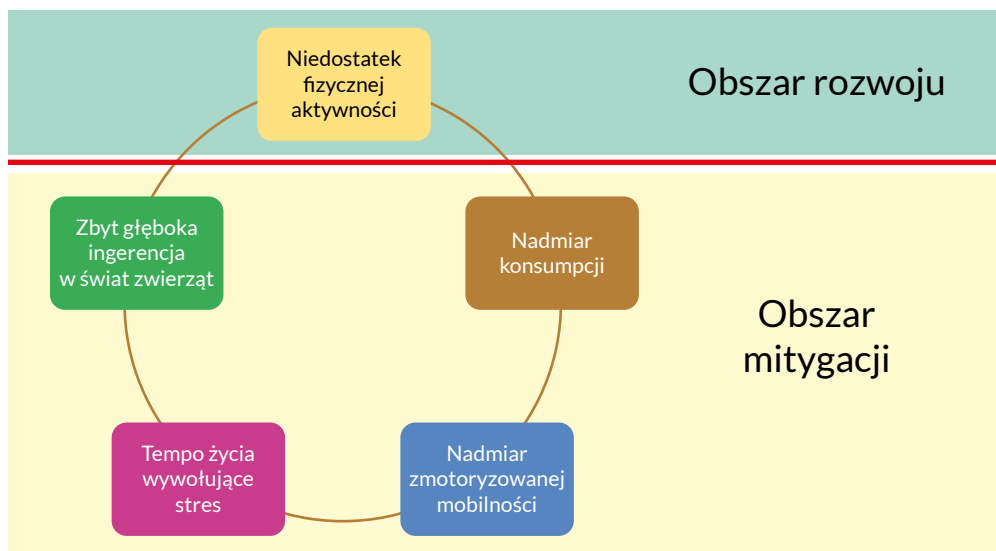 Niedostatek
fizycznej
aktywności
Obszar rozwoju
Zbyt głęboka
ingerencja
w świat zwierząt
Nadmiar
konsumpcji
Obszar
mitygacji
Tempo życia
wywołujące
stres
Nadmiar
zmotoryzowanej
mobilności